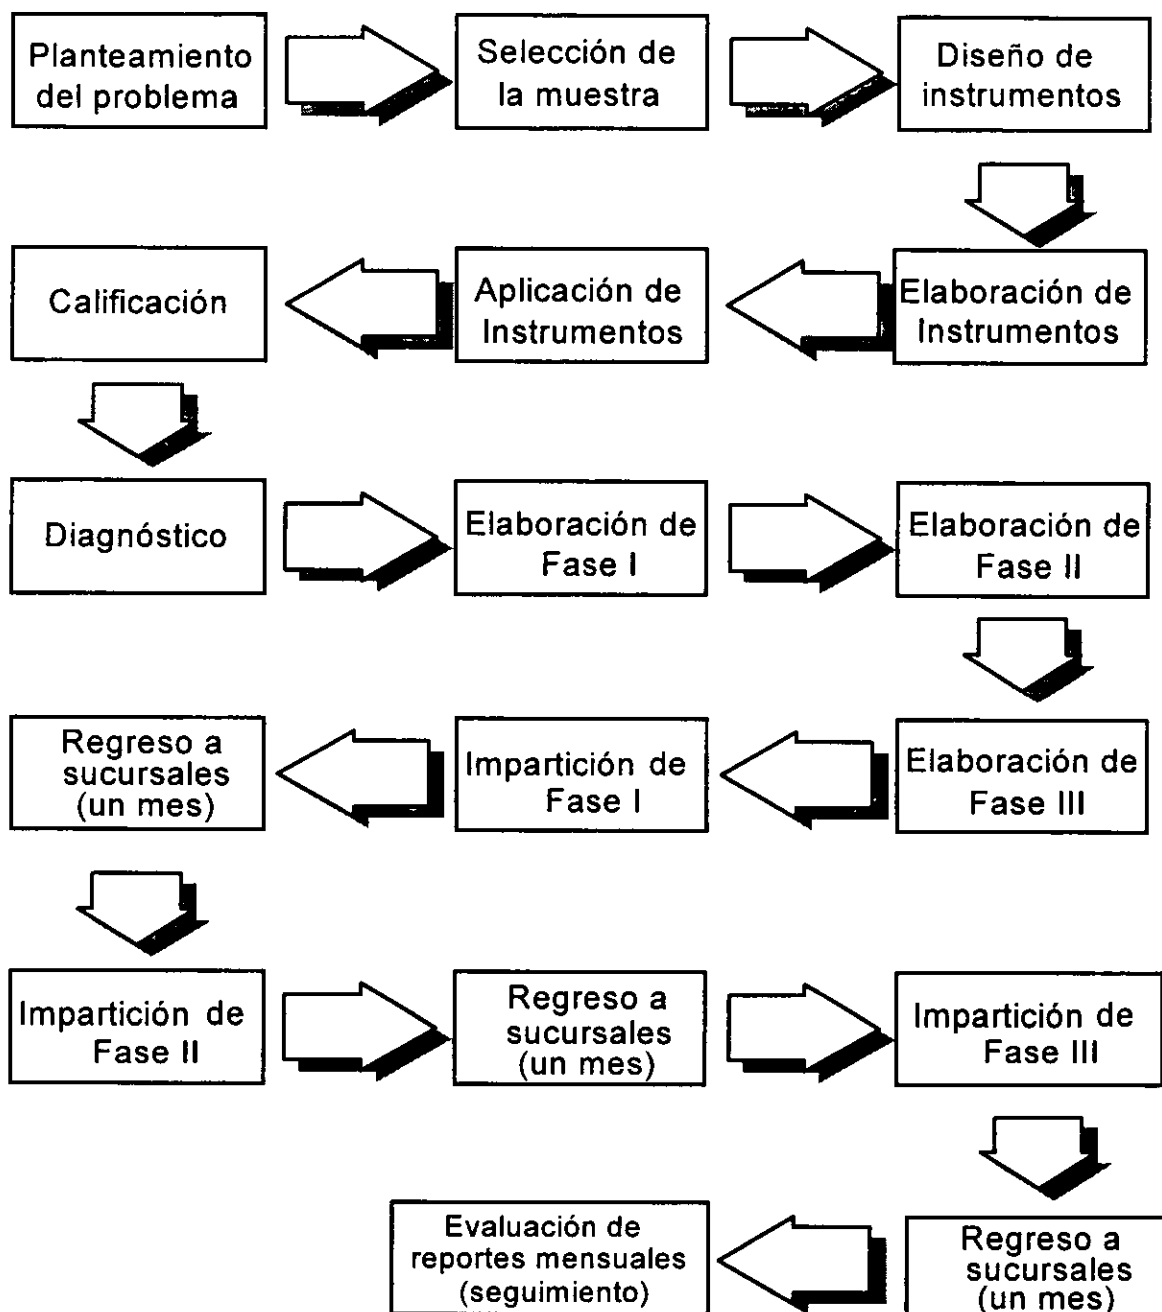 Planteamiento
del problema
Selección de
la muestra
Diseño de
instrumentos
Calificación
Aplicación de
Instrumentos
Elaboración de
Instrumentos
Diagnóstico
Elaboración de
Fase I
Elaboración de
Fase II
Regreso a
sucursales
(un mes)
Impartición de
Fase I
Elaboración de
Fase III
Impartición de
Fase II
Regreso a
sucursales
(un mes)
Impartición de
Fase III
Evaluación de
reportes mensuales
(seguimiento)
Regreso a
sucursales
(un mes)